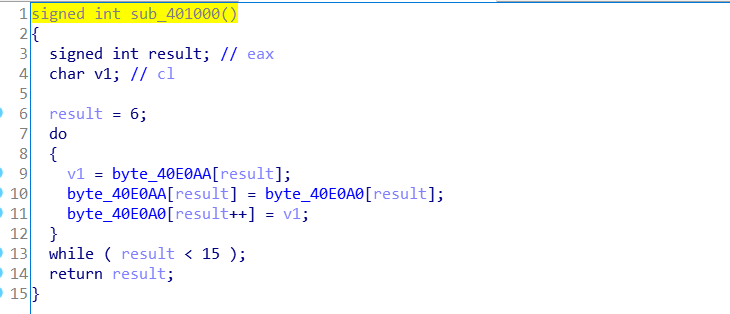 1 signed int sub_401000()
2 {
3   signed int result; // eax
4   char v1; // cl
5
6   result = 6;
7   do
8   {
9     v1 = byte_40E0AA[result];
10     byte_40E0AA[result] = byte_40E0A0[result];
11     byte_40E0A0[result++] = v1;
12   }
13   while ( result < 15 );
14   return result;
15 }